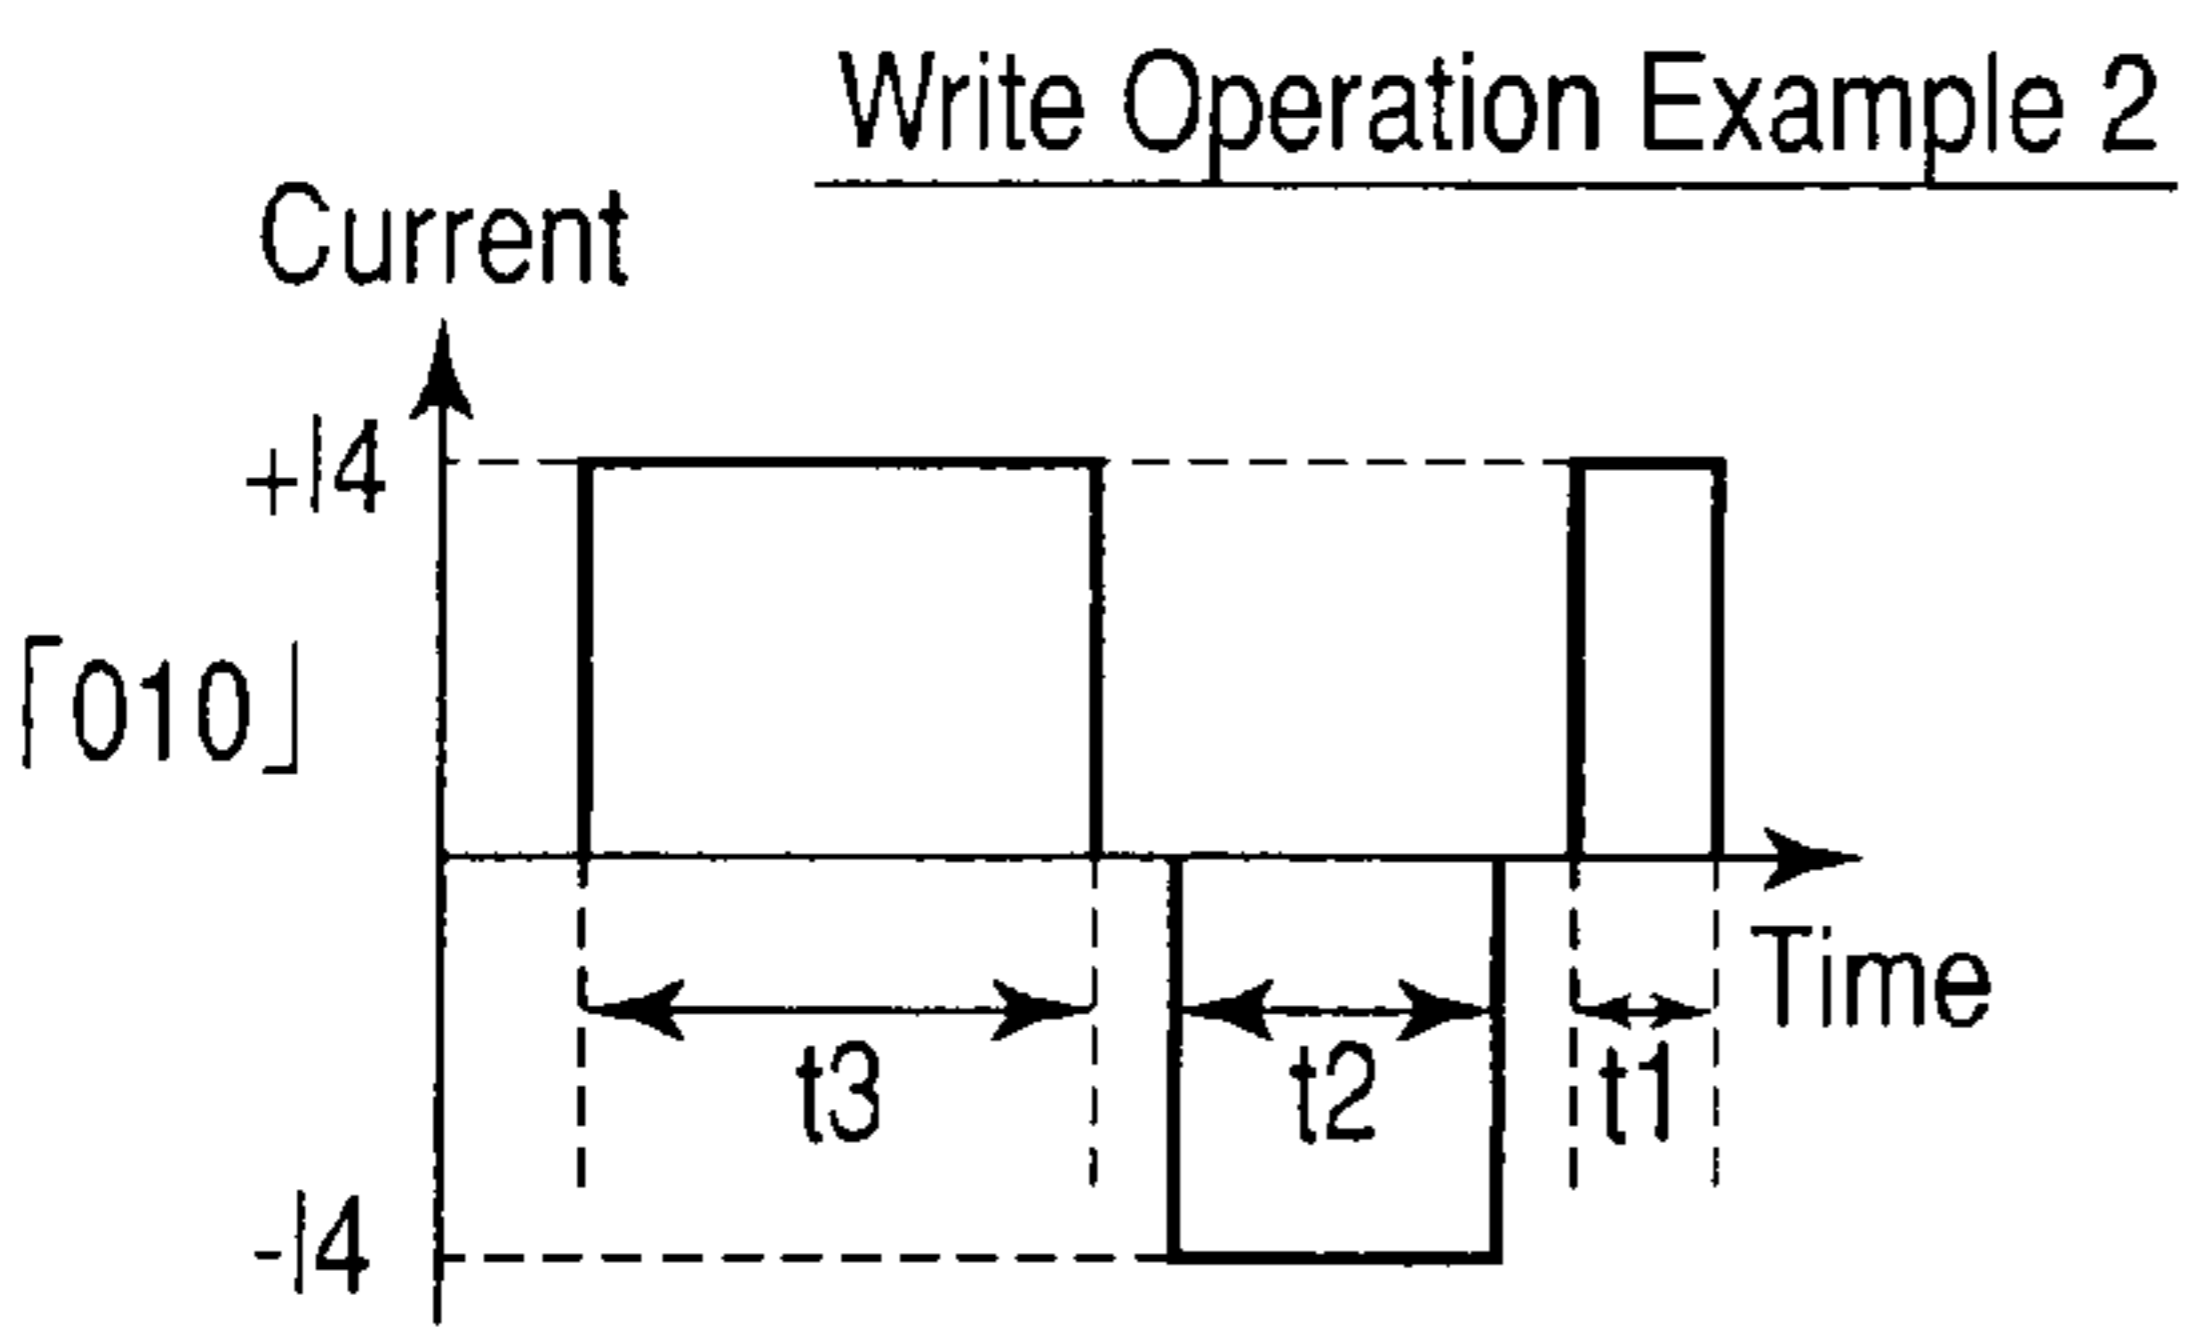 Write Operation Example 2
Current
+I4
「010」
Time
t3
t2
t1
-I4